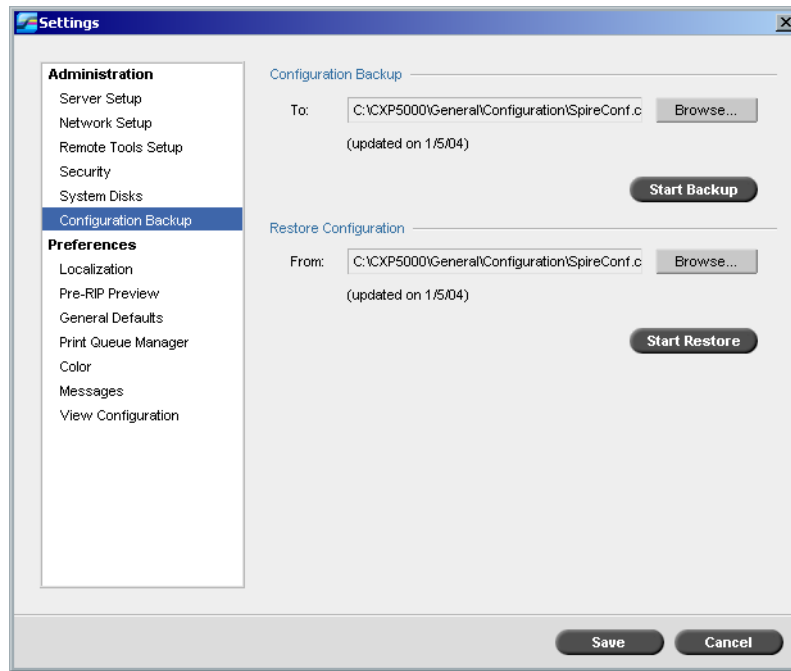 Settings
Administration
Server Setup
Network Setup
Remote Tools Setup
Security
System Disks
Configuration Backup
Preferences
Localization
Pre-RIP Preview
General Defaults
Print Queue Manager
Color
Messages
View Configuration
Configuration Backup
To: C:\CXP5000\General\Configuration\SpireConf.c Browse...
(updated on 1/5/04)
Start Backup
Restore Configuration
From: C:\CXP5000\General\Configuration\SpireConf.c Browse...
(updated on 1/5/04)
Start Restore
Save Cancel